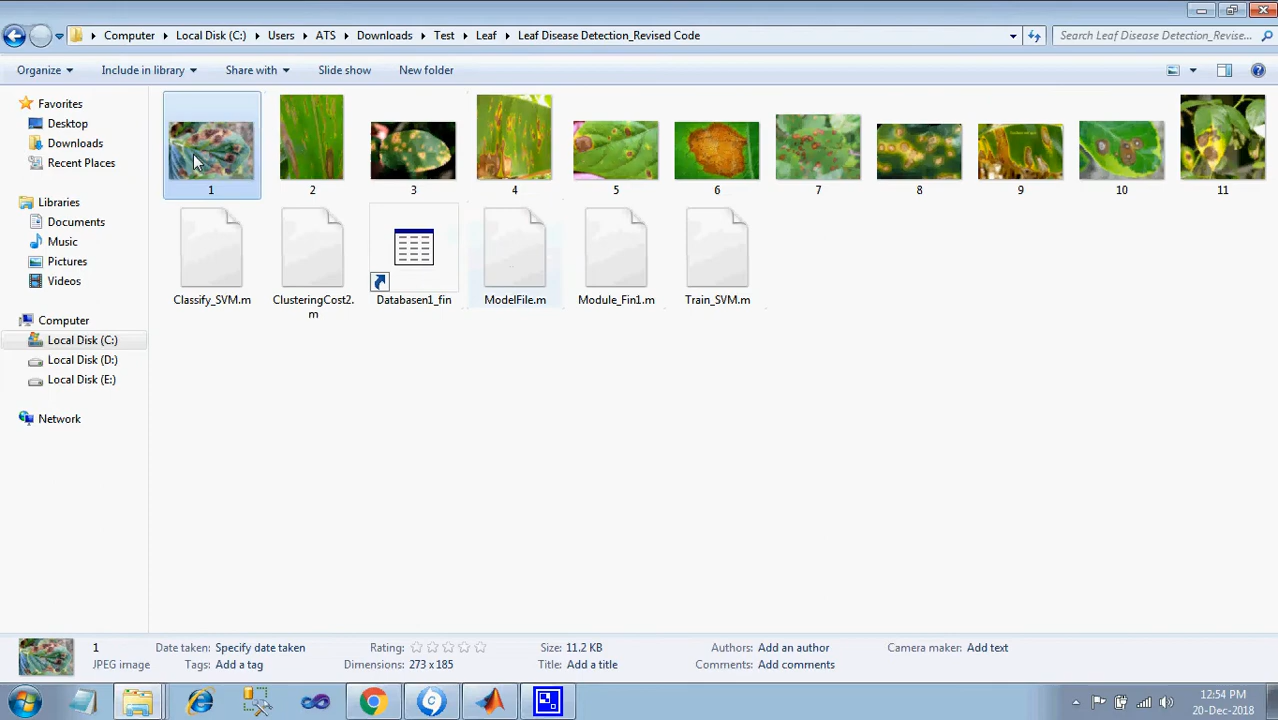 Computer Local Disk (C:) Users ATS Downloads Test Leaf Leaf Disease Detection_Revised Code Search Leaf Disease Detection_Revise...
Organize Include in library Share with Slide show New folder
Favorites
Desktop
Downloads
Recent Places
Libraries
Documents
Music
Pictures
Videos
Computer
Local Disk (C:)
Local Disk (D:)
Local Disk (E:)
Network
1 2 3 4 5 6 7 8 9 10 11
Classify_SVM.m ClusteringCost2.m Databasen1_fin ModelFile.m Module_Fin1.m Train_SVM.m
1 Date taken: Specify date taken Rating: Size: 11.2 KB Authors: Add an author Camera maker: Add text
JPEG image Tags: Add a tag Dimensions: 273 x 185 Title: Add a title Comments: Add comments
12:54 PM
20-Dec-2018